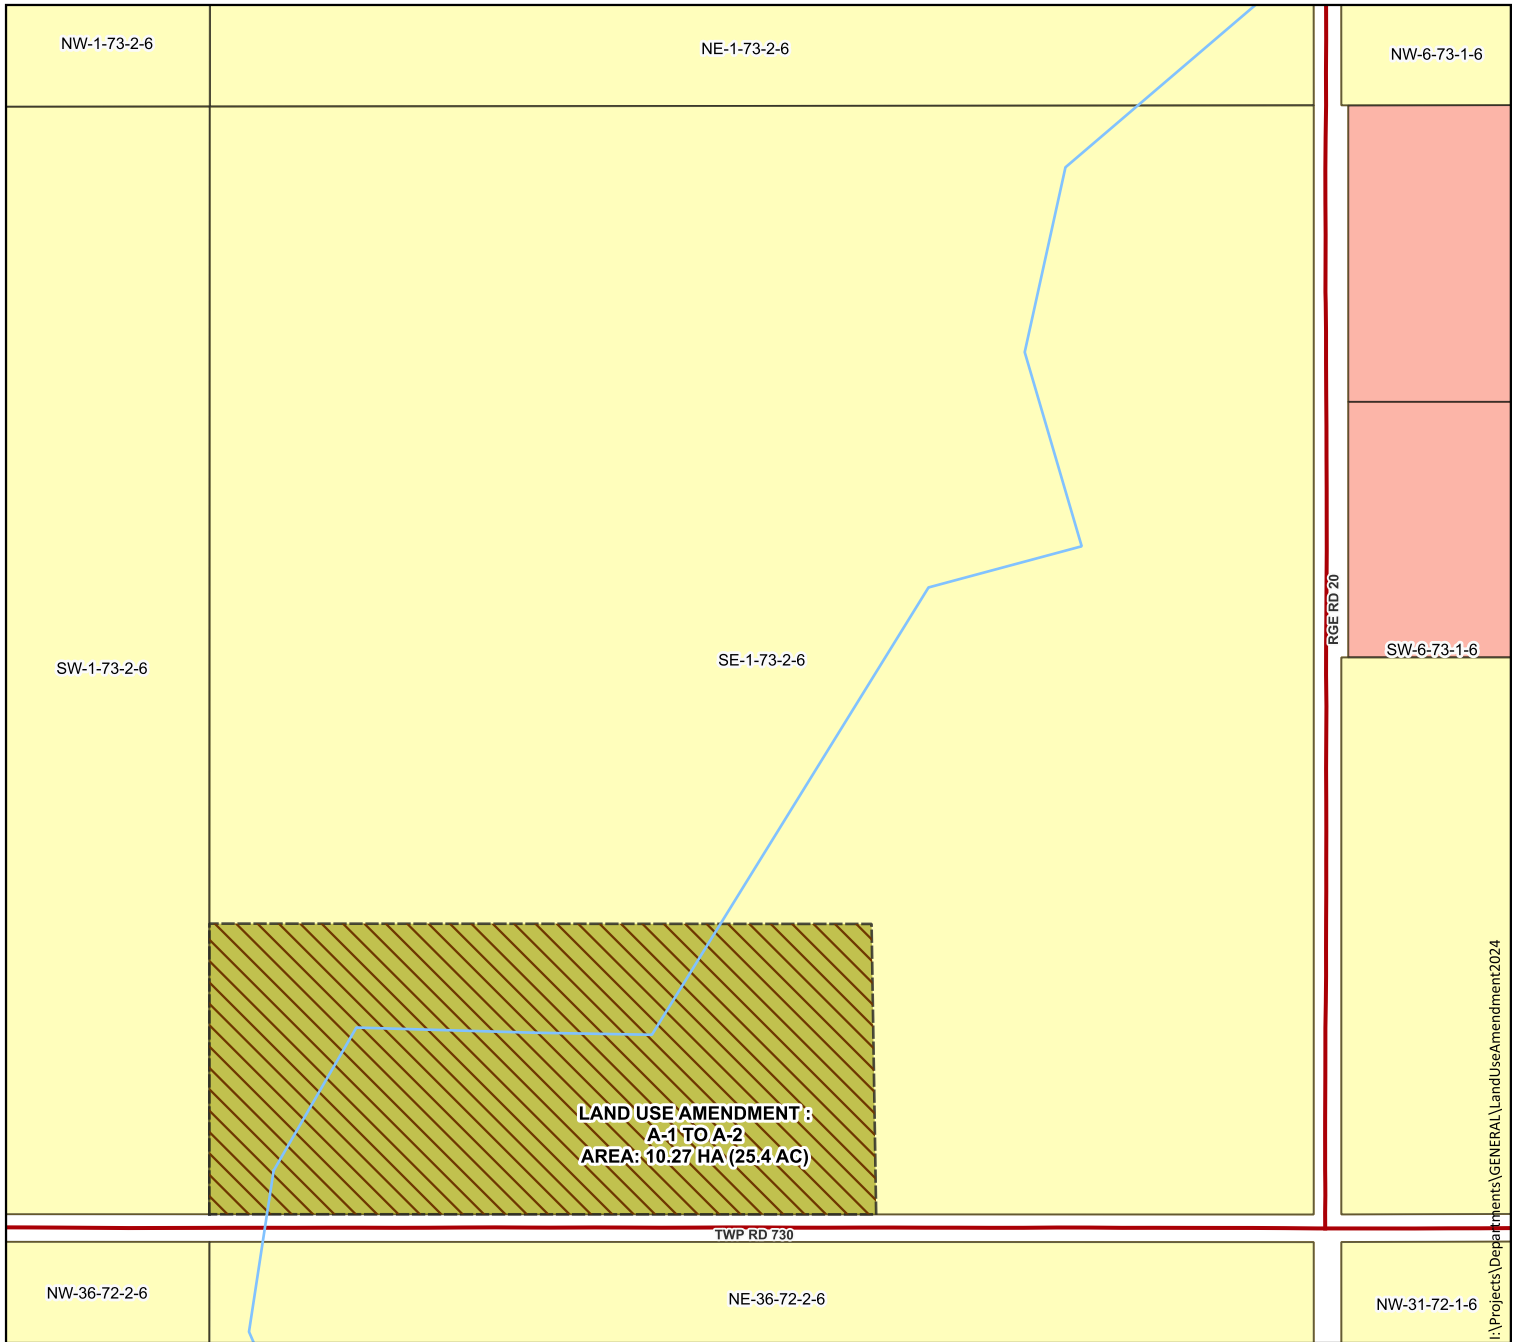 NW-1-73-2-6
NE-1-73-2-6
NW-6-73-1-6
RGE RD 20
SW-6-73-1-6
SE-1-73-2-6
SW-1-73-2-6
LAND USE AMENDMENT :
A-1 TO A-2
AREA: 10.27 HA (25.4 AC)
TWP RD 730
NW-36-72-2-6
NE-36-72-2-6
NW-31-72-1-6
I:\Projects\Departments\GENERAL\LandUseAmendment2024